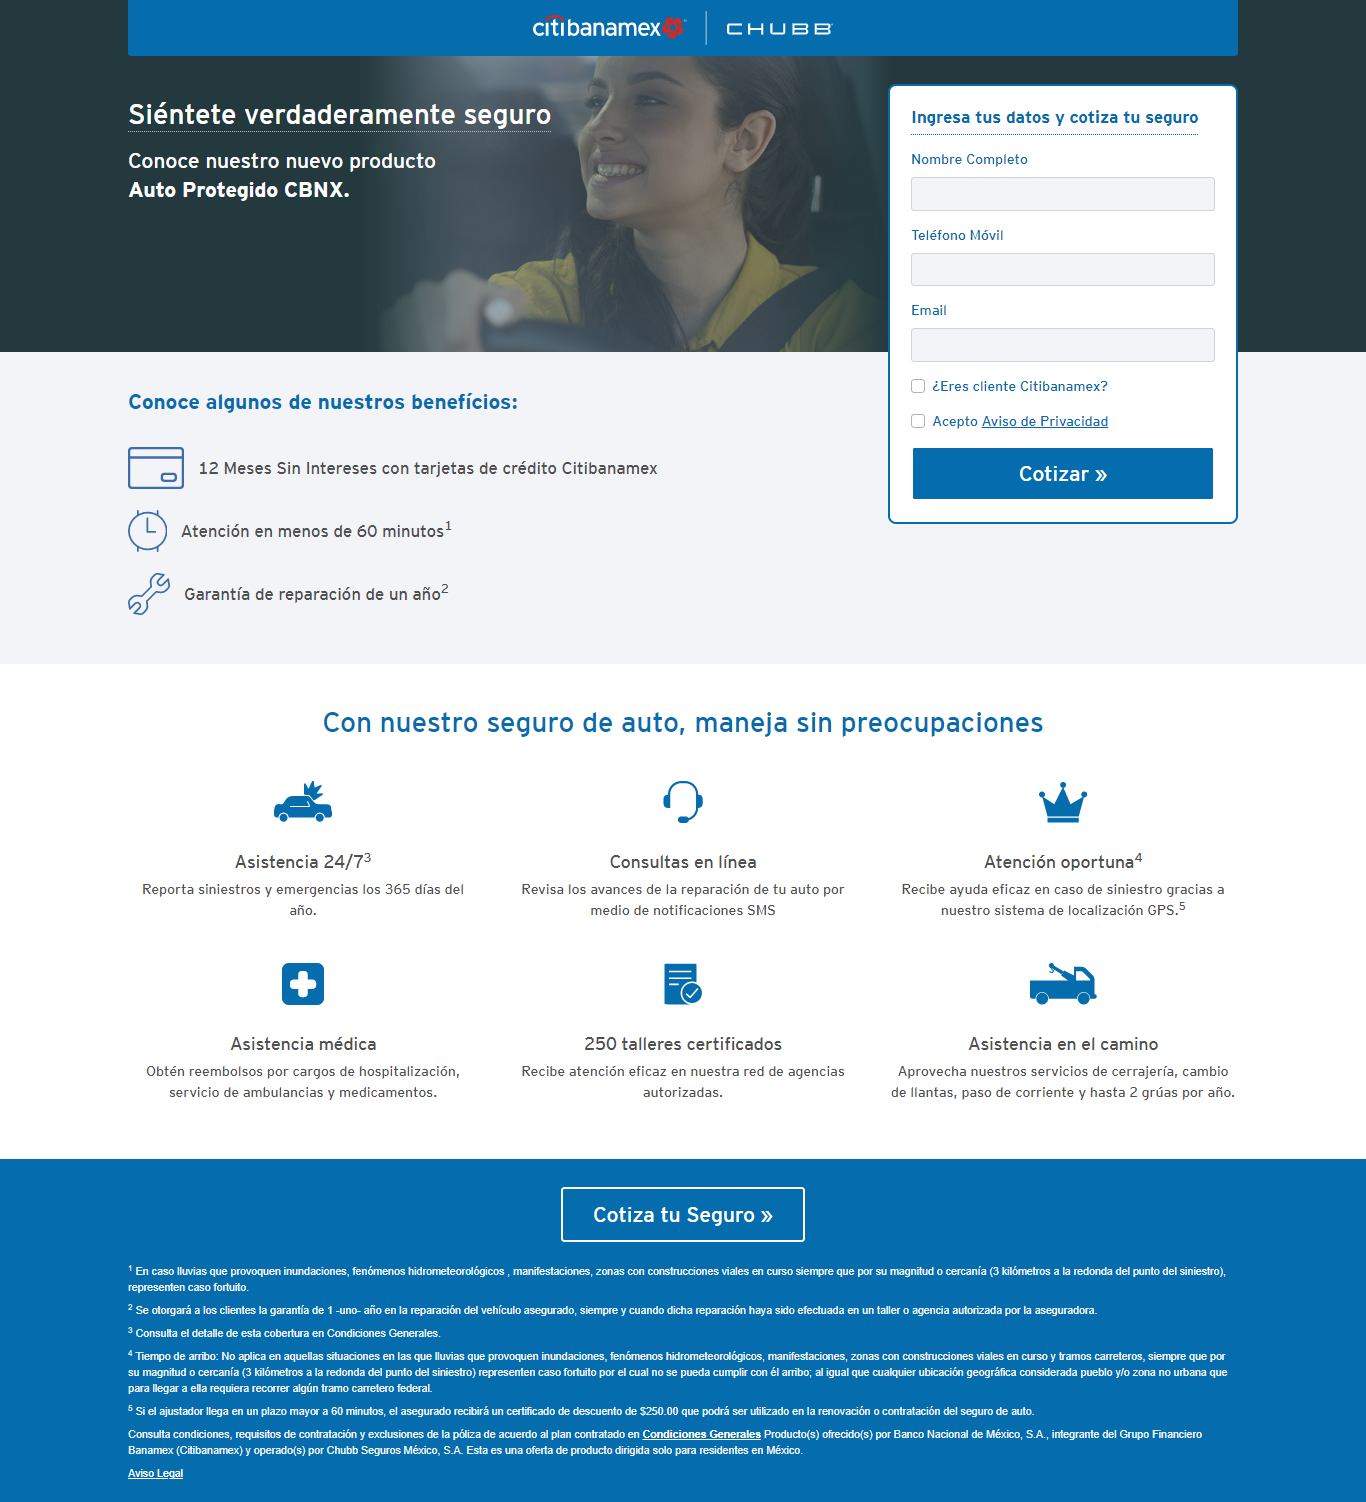 citibanamex CHUBB
Siéntete verdaderamente seguro
Conoce nuestro nuevo producto
Auto Protegido CBNX.
Ingresa tus datos y cotiza tu seguro
Nombre Completo
Teléfono Móvil
Email
¿Eres cliente Citibanamex?
Acepto Aviso de Privacidad
Cotizar »
Conoce algunos de nuestros benefícios:
12 Meses Sin Intereses con tarjetas de crédito Citibanamex
Atención en menos de 60 minutos1
Garantía de reparación de un año2
Con nuestro seguro de auto, maneja sin preocupaciones
Asistencia 24/73
Reporta siniestros y emergencias los 365 días del
año.
Consultas en línea
Revisa los avances de la reparación de tu auto por
medio de notificaciones SMS
Atención oportuna4
Recibe ayuda eficaz en caso de siniestro gracias a
nuestro sistema de localización GPS.5
Asistencia médica
Obtén reembolsos por cargos de hospitalización,
servicio de ambulancias y medicamentos.
250 talleres certificados
Recibe atención eficaz en nuestra red de agencias
autorizadas.
Asistencia en el camino
Aprovecha nuestros servicios de cerrajería, cambio
de llantas, paso de corriente y hasta 2 grúas por año.
Cotiza tu Seguro »
1 En caso lluvias que provoquen inundaciones, fenómenos hidrometeorológicos , manifestaciones, zonas con construcciones viales en curso siempre que por su magnitud o cercanía (3 kilómetros a la redonda del punto del siniestro),
representen caso fortuito.
2 Se otorgará a los clientes la garantía de 1 -uno- año en la reparación del vehículo asegurado, siempre y cuando dicha reparación haya sido efectuada en un taller o agencia autorizada por la aseguradora.
3 Consulta el detalle de esta cobertura en Condiciones Generales.
4 Tiempo de arribo: No aplica en aquellas situaciones en las que lluvias que provoquen inundaciones, fenómenos hidrometeorológicos, manifestaciones, zonas con construcciones viales en curso y tramos carreteros, siempre que por
su magnitud o cercanía (3 kilómetros a la redonda del punto del siniestro) representen caso fortuito por el cual no se pueda cumplir con él arribo; al igual que cualquier ubicación geográfica considerada pueblo y/o zona no urbana que
para llegar a ella requiera recorrer algún tramo carretero federal.
5 Si el ajustador llega en un plazo mayor a 60 minutos, el asegurado recibirá un certificado de descuento de $250.00 que podrá ser utilizado en la renovación o contratación del seguro de auto.
Consulta condiciones, requisitos de contratación y exclusiones de la póliza de acuerdo al plan contratado en Condiciones Generales Producto(s) ofrecido(s) por Banco Nacional de México, S.A., integrante del Grupo Financiero
Banamex (Citibanamex) y operado(s) por Chubb Seguros México, S.A. Esta es una oferta de producto dirigida solo para residentes en México.
Aviso Legal